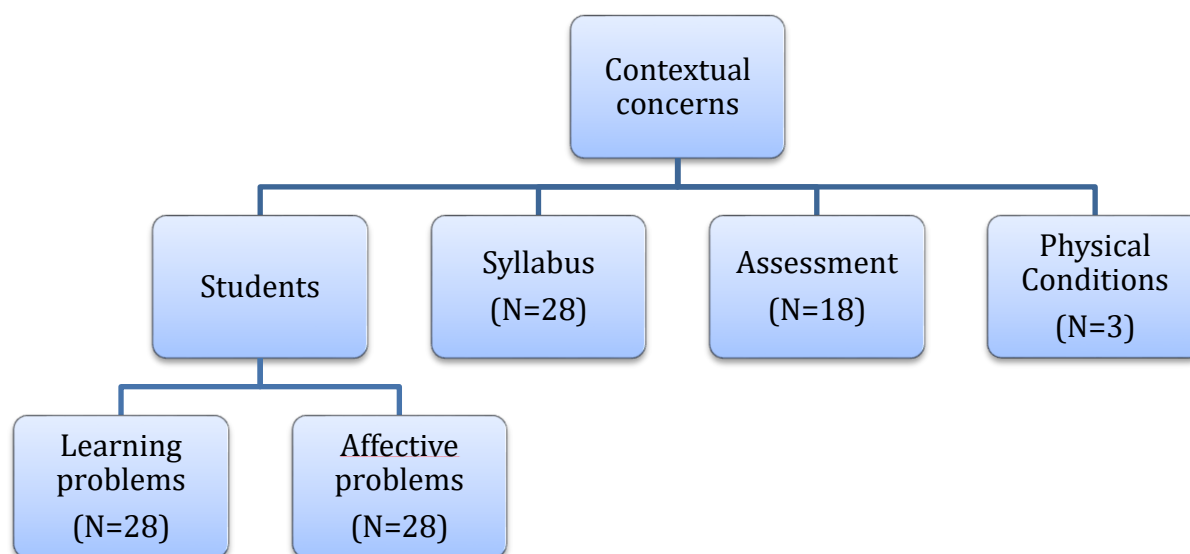 Contextual
concerns
Students
Syllabus
(N=28)
Assessment
(N=18)
Physical
Conditions
(N=3)
Learning
problems
(N=28)
Affective
problems
(N=28)